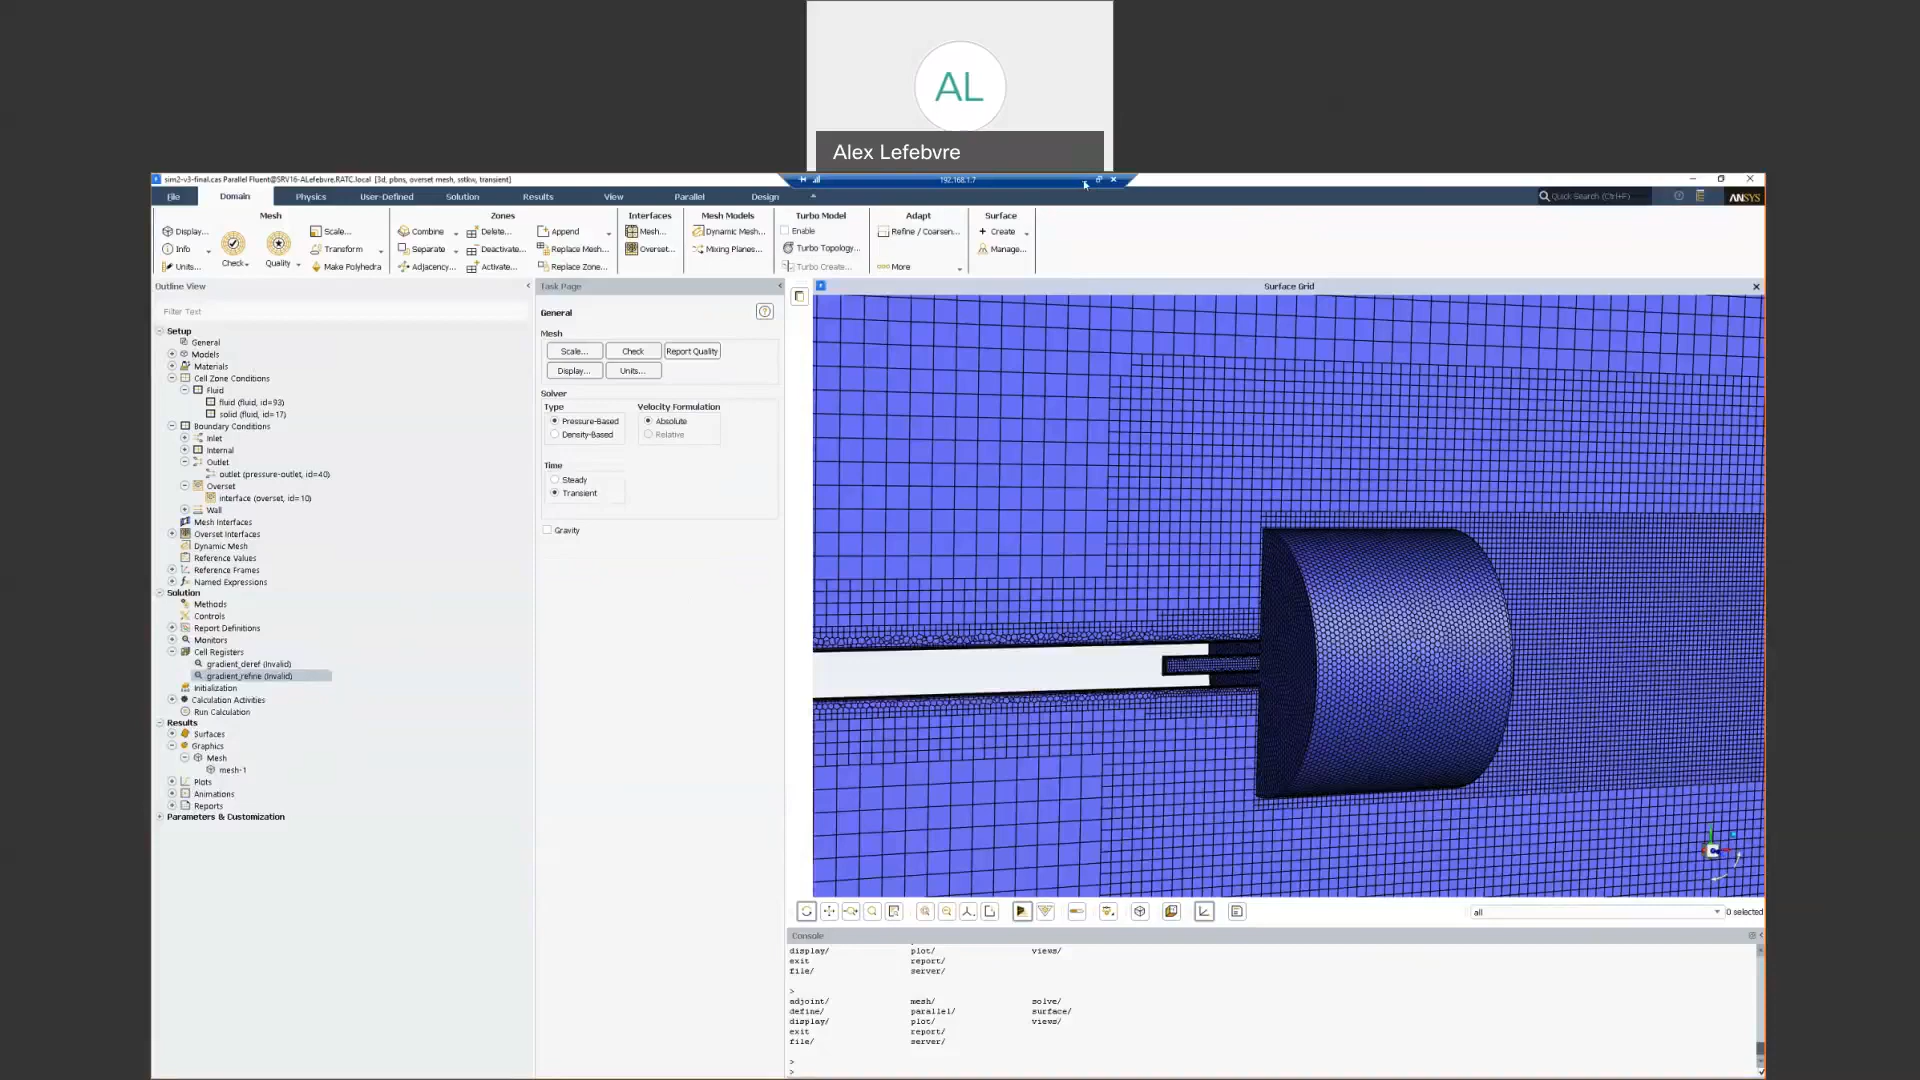 AL
Alex Lefebvre
sim2-v3-final.cas Parallel Fluent@SRV16-ALefebvre.RATC.local [3d, pbns, overset mesh, sstkw, transient]
192.168.1.7
File Domain Physics User-Defined Solution Results View Parallel Design
Quick Search (Ctrl+F)
ANSYS
Mesh Zones Interfaces Mesh Models Turbo Model Adapt Surface
Display... Scale... Combine Delete... Append Mesh... Dynamic Mesh... Enable Refine / Coarsen... Create
Info Transform Separate Deactivate... Replace Mesh... Overset... Mixing Planes... Turbo Topology... Manage...
Units... Check Quality Make Polyhedra Adjacency... Activate... Replace Zone... Turbo Create... More
Outline View
Task Page
Surface Grid
Filter Text
Setup
General
Models
Materials
Cell Zone Conditions
Fluid
fluid (fluid, id=93)
solid (fluid, id=17)
Boundary Conditions
Inlet
Internal
Outlet
outlet (pressure-outlet, id=40)
Overset
interface (overset, id=10)
Wall
Mesh Interfaces
Overset Interfaces
Dynamic Mesh
Reference Values
Reference Frames
Named Expressions
Solution
Methods
Controls
Report Definitions
Monitors
Cell Registers
gradient_deref (Invalid)
gradient_refine (Invalid)
Initialization
Calculation Activities
Run Calculation
Results
Surfaces
Graphics
Mesh
mesh-1
Plots
Animations
Reports
Parameters & Customization
General
Mesh
Scale... Check Report Quality
Display... Units...
Solver
Type Velocity Formulation
Pressure-Based Absolute
Density-Based Relative
Time
Steady
Transient
Gravity
all 0 selected
Console
display/ plot/ views/
exit report/
file/ server/
>
adjoint/ mesh/ solve/
define/ parallel/ surface/
display/ plot/ views/
exit report/
file/ server/
>
>